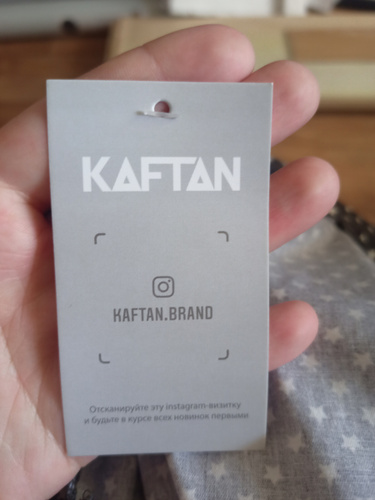 KAFTAN
KAFTAN.BRAND
Отсканируйте эту instagram-визитку
и будьте в курсе всех новинок первыми